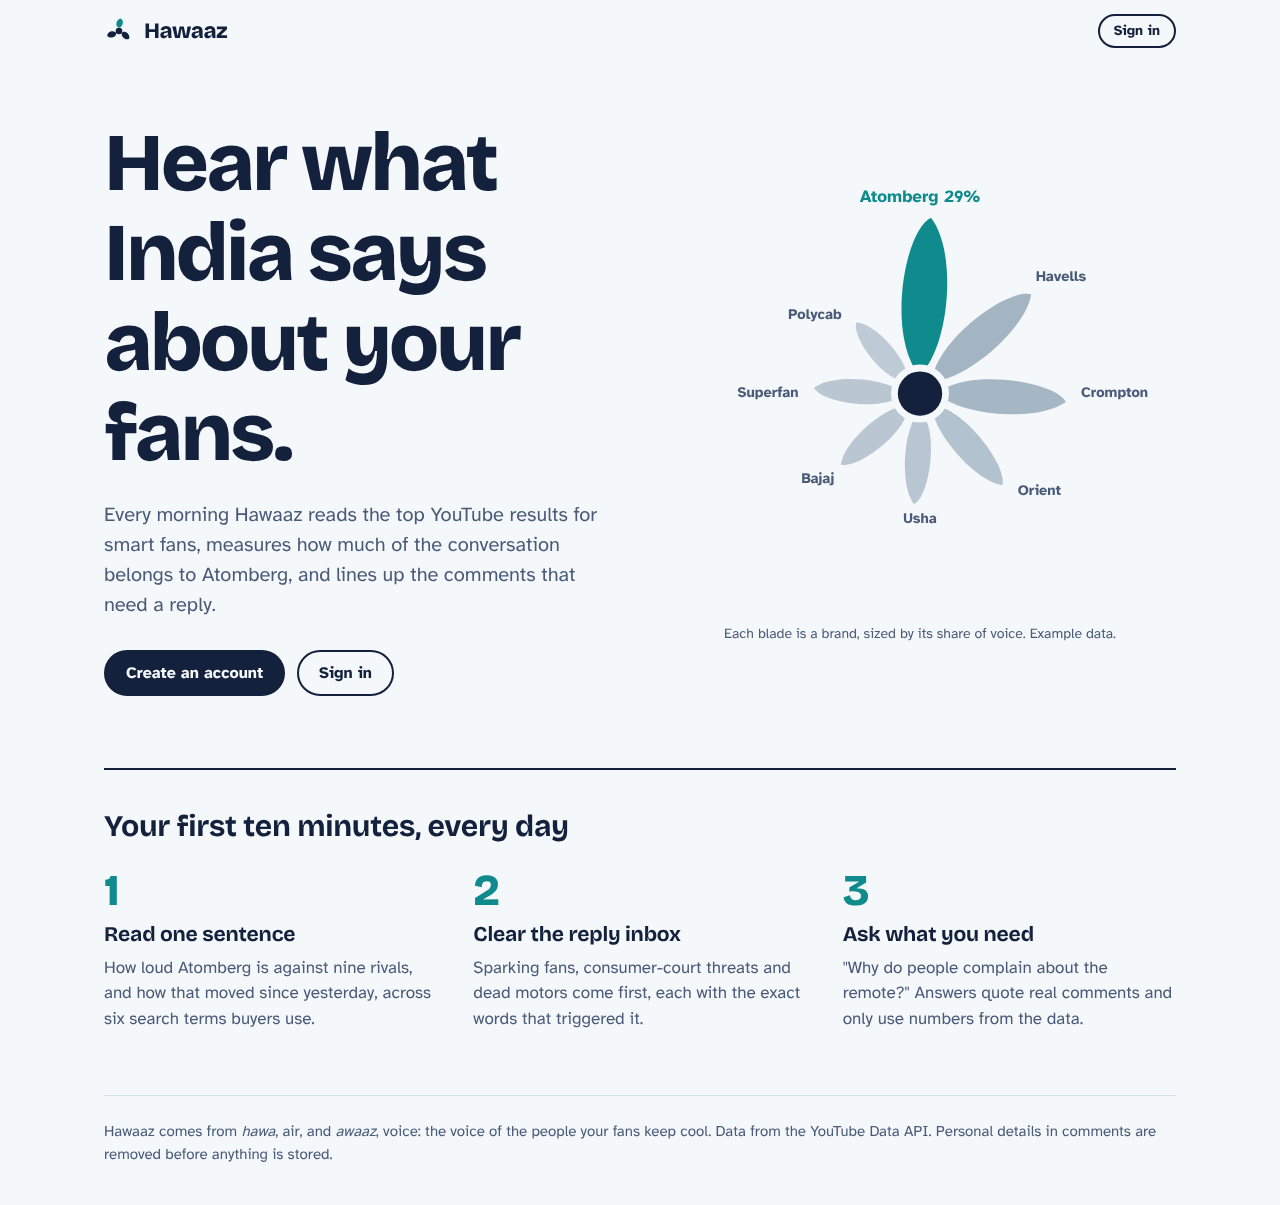 Hawaaz
Sign in
Hear what
India says
about your
fans.
Every morning Hawaaz reads the top YouTube results for
smart fans, measures how much of the conversation
belongs to Atomberg, and lines up the comments that
need a reply.
Create an account
Sign in
Atomberg 29%
Havells
Polycab
Superfan
Crompton
Bajaj
Orient
Usha
Each blade is a brand, sized by its share of voice. Example data.
Your first ten minutes, every day
1
Read one sentence
How loud Atomberg is against nine rivals,
and how that moved since yesterday, across
six search terms buyers use.
2
Clear the reply inbox
Sparking fans, consumer-court threats and
dead motors come first, each with the exact
words that triggered it.
3
Ask what you need
"Why do people complain about the
remote?" Answers quote real comments and
only use numbers from the data.
Hawaaz comes from hawa, air, and awaaz, voice: the voice of the people your fans keep cool. Data from the YouTube Data API. Personal details in comments are
removed before anything is stored.